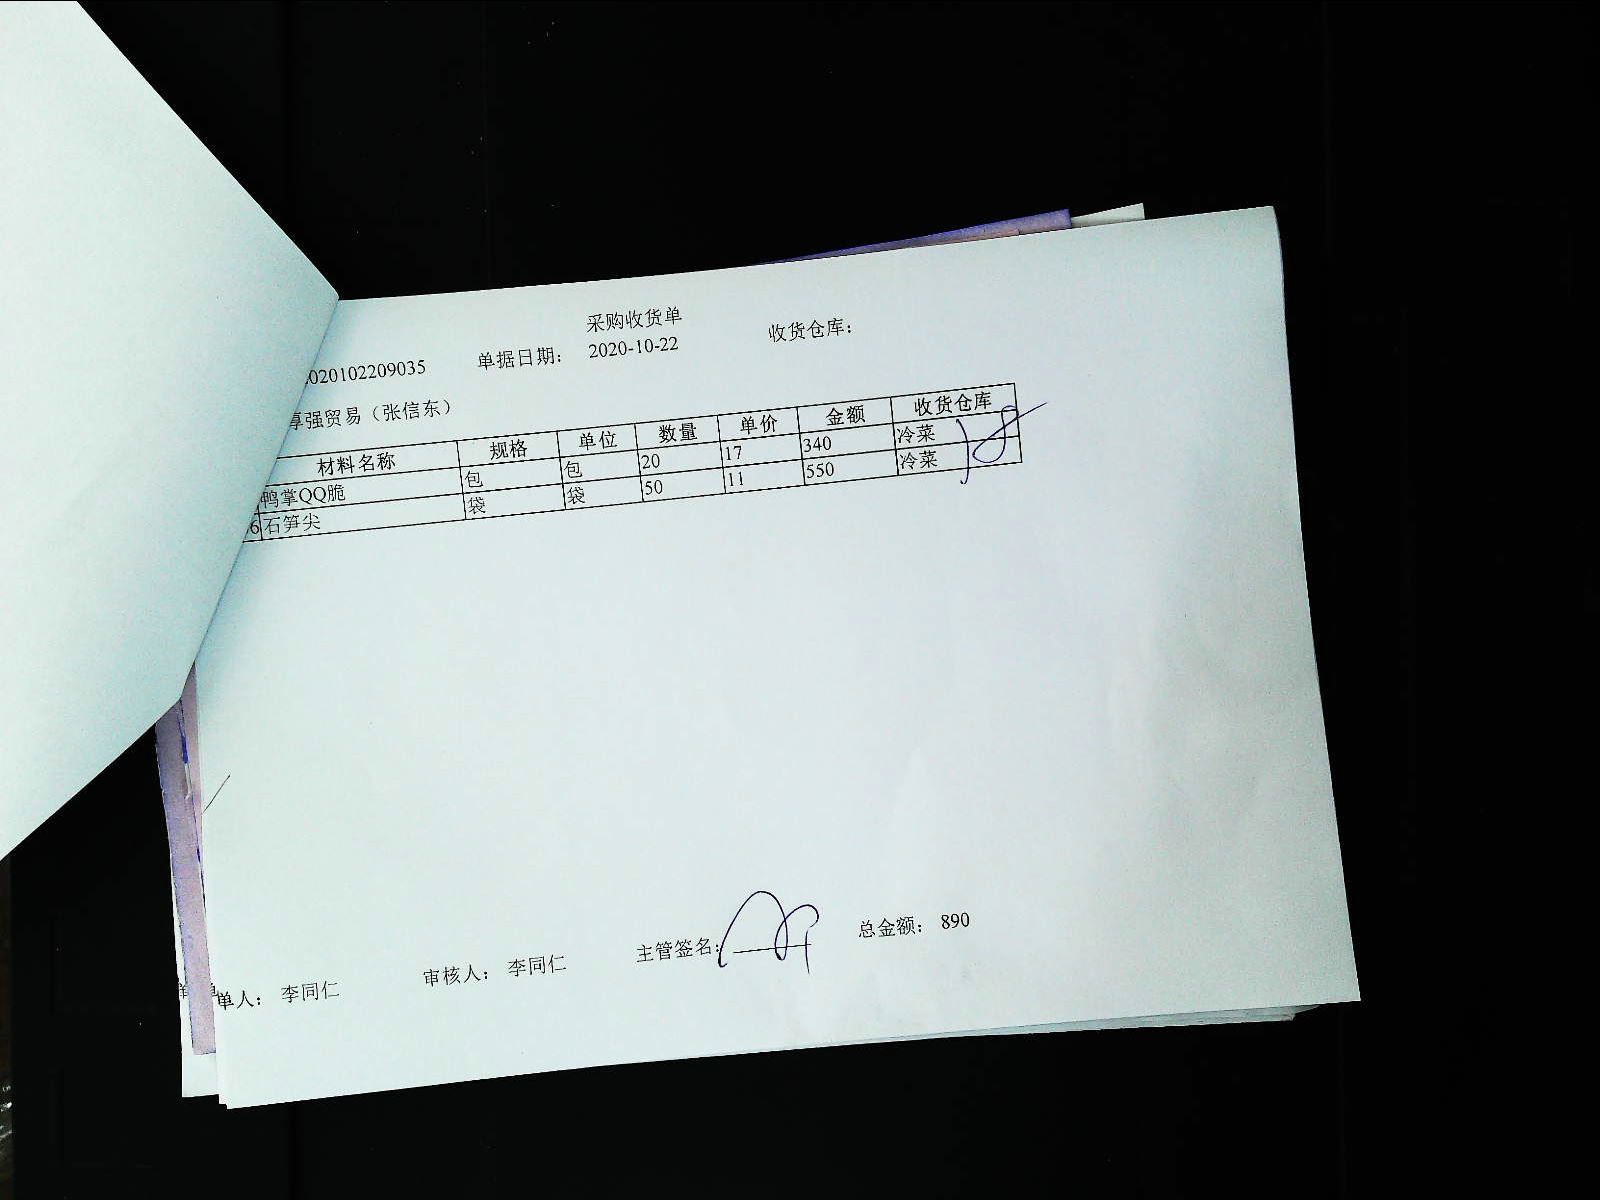 采购收货单
020102209035 单据日期： 2020-10-22 收货仓库：
享强贸易（张信东）
材料名称 规格 单位 数量 单价 金额 收货仓库
鸭掌QQ脆 包 包 20 17 340 冷菜
6 石笋尖 袋 袋 50 11 550 冷菜
单人： 李同仁 审核人： 李同仁 主管签名： 总金额： 890